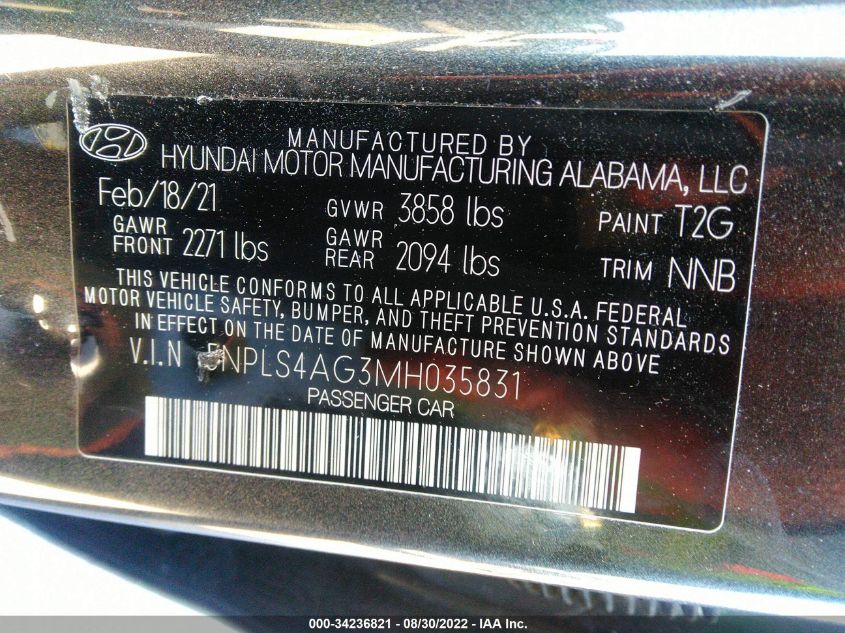 MANUFACTURED BY
HYUNDAI MOTOR MANUFACTURING ALABAMA, LLC
Feb/18/21 GVWR 3858 lbs PAINT T2G
GAWR FRONT 2271 lbs GAWR REAR 2094 lbs TRIM NNB
THIS VEHICLE CONFORMS TO ALL APPLICABLE U.S.A. FEDERAL
MOTOR VEHICLE SAFETY, BUMPER, AND THEFT PREVENTION STANDARDS
IN EFFECT ON THE DATE OF MANUFACTURE SHOWN ABOVE
V.I.N 5NPLS4AG3MH035831
PASSENGER CAR
000-34236821 - 08/30/2022 - IAA Inc.